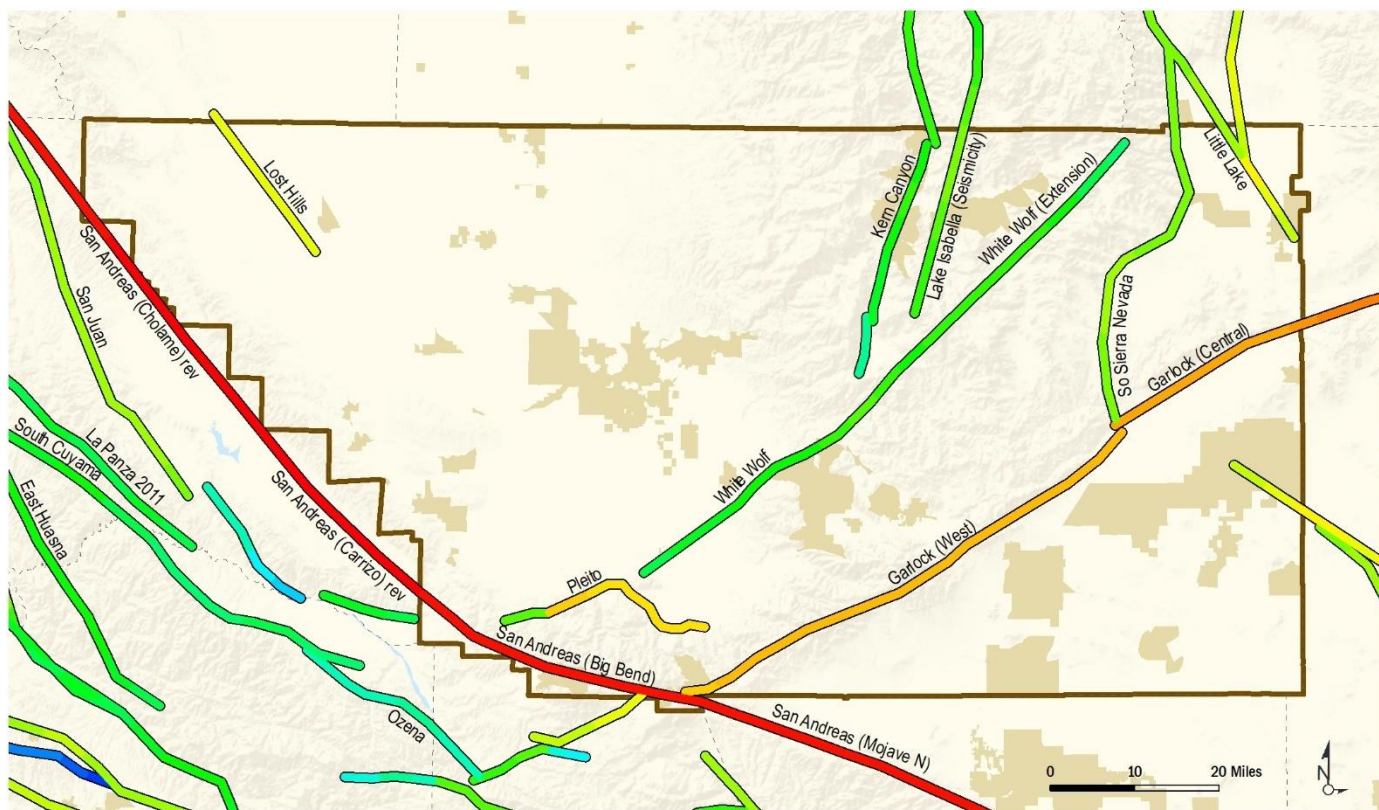 Lost Hills
Kern Canyon
Lake Isabella (Seismicity)
White Wolf (Extension)
Little Lake
San Andreas (Cholame) rev
San Juan
So Sierra Nevada
Garlock (Central)
La Panza 2011
South Cuyama
East Huasna
San Andreas (Carrizo) rev
White Wolf
Garlock (West)
Pleito
San Andreas (Big Bend)
Ozena
San Andreas (Mojave N)
0 10 20 Miles
N